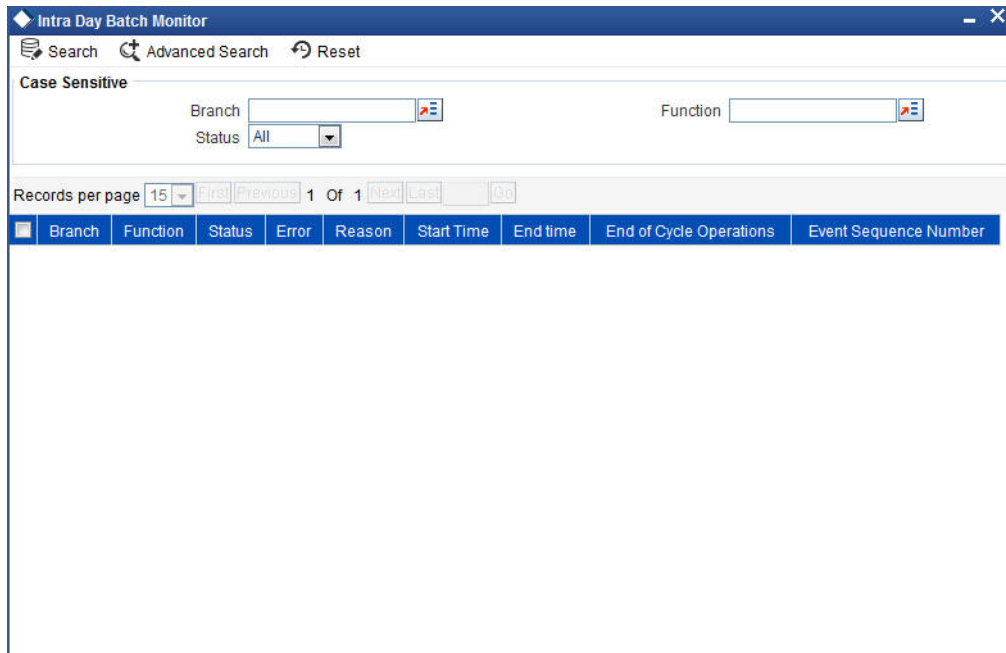 Intra Day Batch Monitor
Search Advanced Search Reset
Case Sensitive
Branch Function
Status All
Records per page 15 First Previous 1 Of 1 Next Last Go
Branch Function Status Error Reason Start Time End time End of Cycle Operations Event Sequence Number